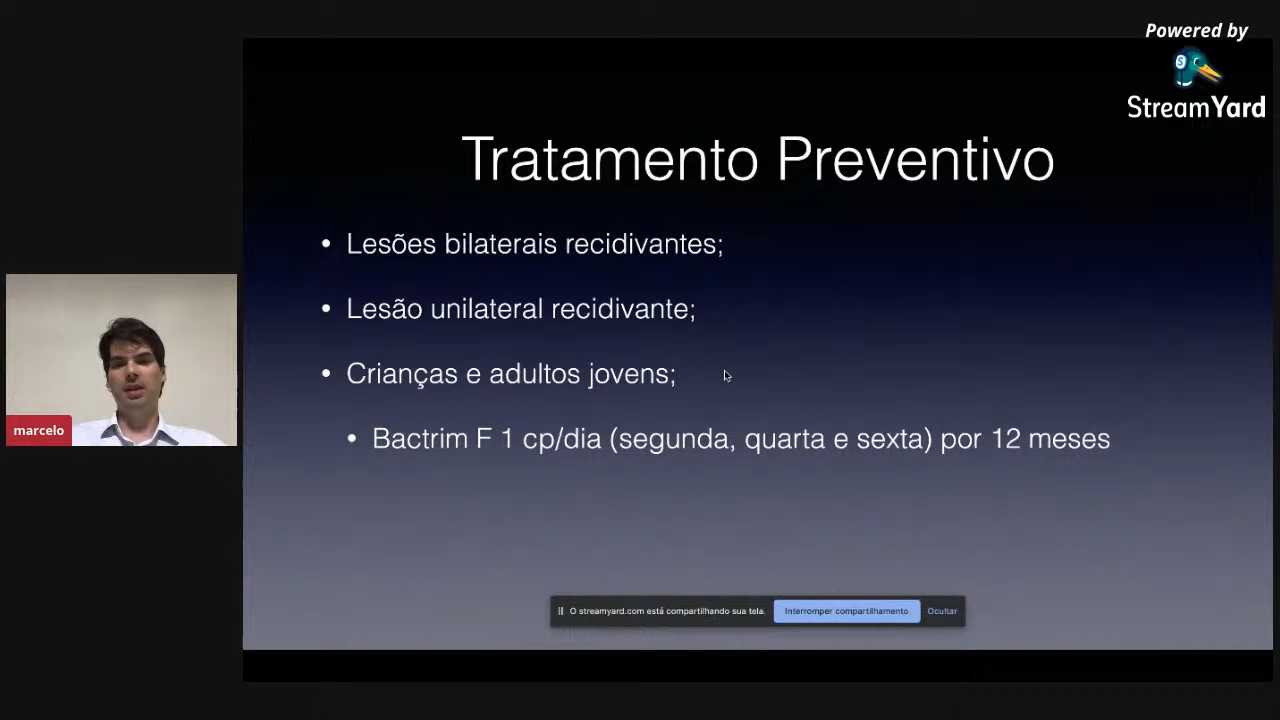 Powered by
StreamYard
Tratamento Preventivo
• Lesões bilaterais recidivantes;
• Lesão unilateral recidivante;
• Crianças e adultos jovens;
• Bactrim F 1 cp/dia (segunda, quarta e sexta) por 12 meses
marcelo
O streamyard.com está compartilhando sua tela. Interromper compartilhamento Ocultar